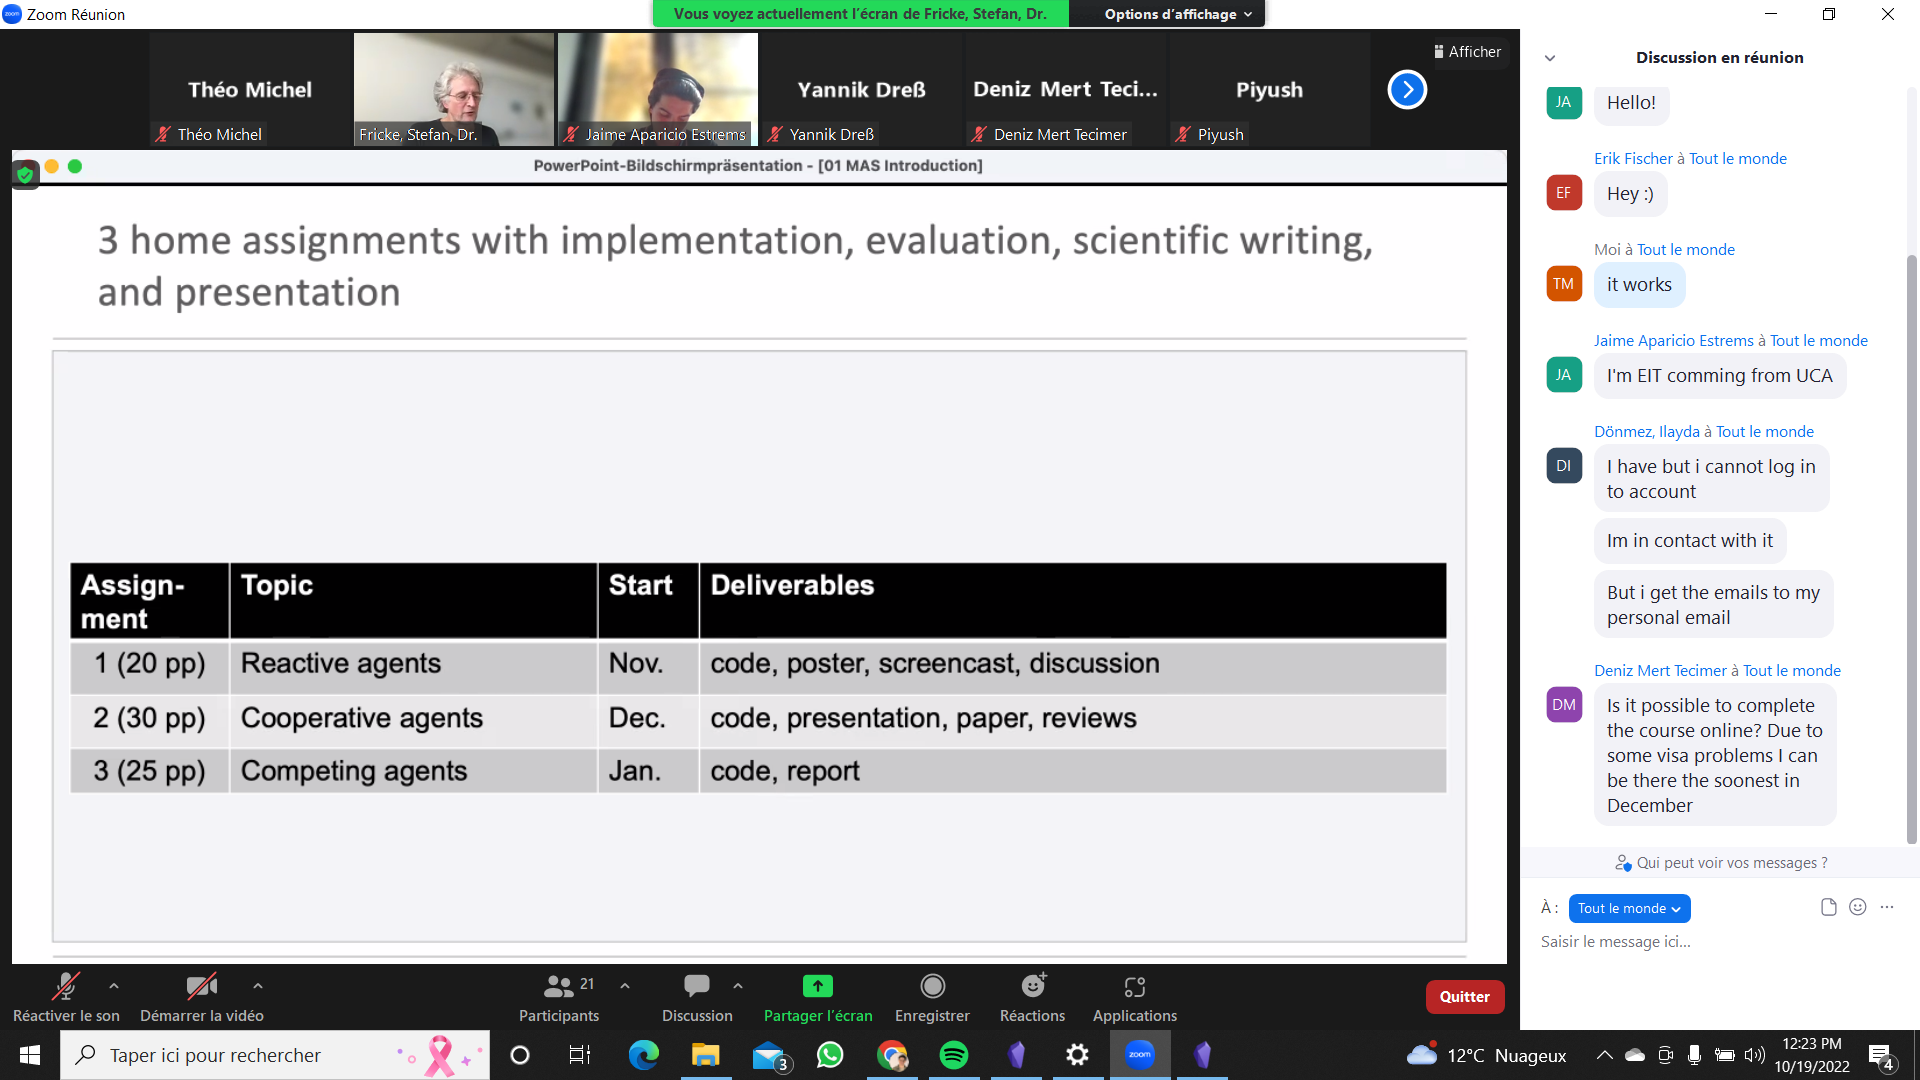 zoom Zoom Réunion
Vous voyez actuellement l'écran de Fricke, Stefan, Dr.
Options d'affichage
Afficher
Théo Michel
Yannik Dreß
Deniz Mert Teci...
Piyush
Théo Michel
Fricke, Stefan, Dr.
Jaime Aparicio Estrems
Yannik Dreß
Deniz Mert Tecimer
Piyush
PowerPoint-Bildschirmpräsentation - [01 MAS Introduction]
3 home assignments with implementation, evaluation, scientific writing,
and presentation
Assign-
ment
Topic
Start
Deliverables
1 (20 pp) Reactive agents Nov. code, poster, screencast, discussion
2 (30 pp) Cooperative agents Dec. code, presentation, paper, reviews
3 (25 pp) Competing agents Jan. code, report
Discussion en réunion
JA
Hello!
Erik Fischer à Tout le monde
EF
Hey :)
Moi à Tout le monde
TM
it works
Jaime Aparicio Estrems à Tout le monde
JA
I'm EIT comming from UCA
Dönmez, Ilayda à Tout le monde
DI
I have but i cannot log in
to account
Im in contact with it
But i get the emails to my
personal email
Deniz Mert Tecimer à Tout le monde
DM
Is it possible to complete
the course online? Due to
some visa problems I can
be there the soonest in
December
Qui peut voir vos messages ?
À :
Tout le monde
Saisir le message ici...
Réactiver le son
Démarrer la vidéo
21
Participants
Discussion
Partager l'écran
Enregistrer
Réactions
Applications
Quitter
Taper ici pour rechercher
3
zoom
12°C Nuageux
12:23 PM
10/19/2022
4